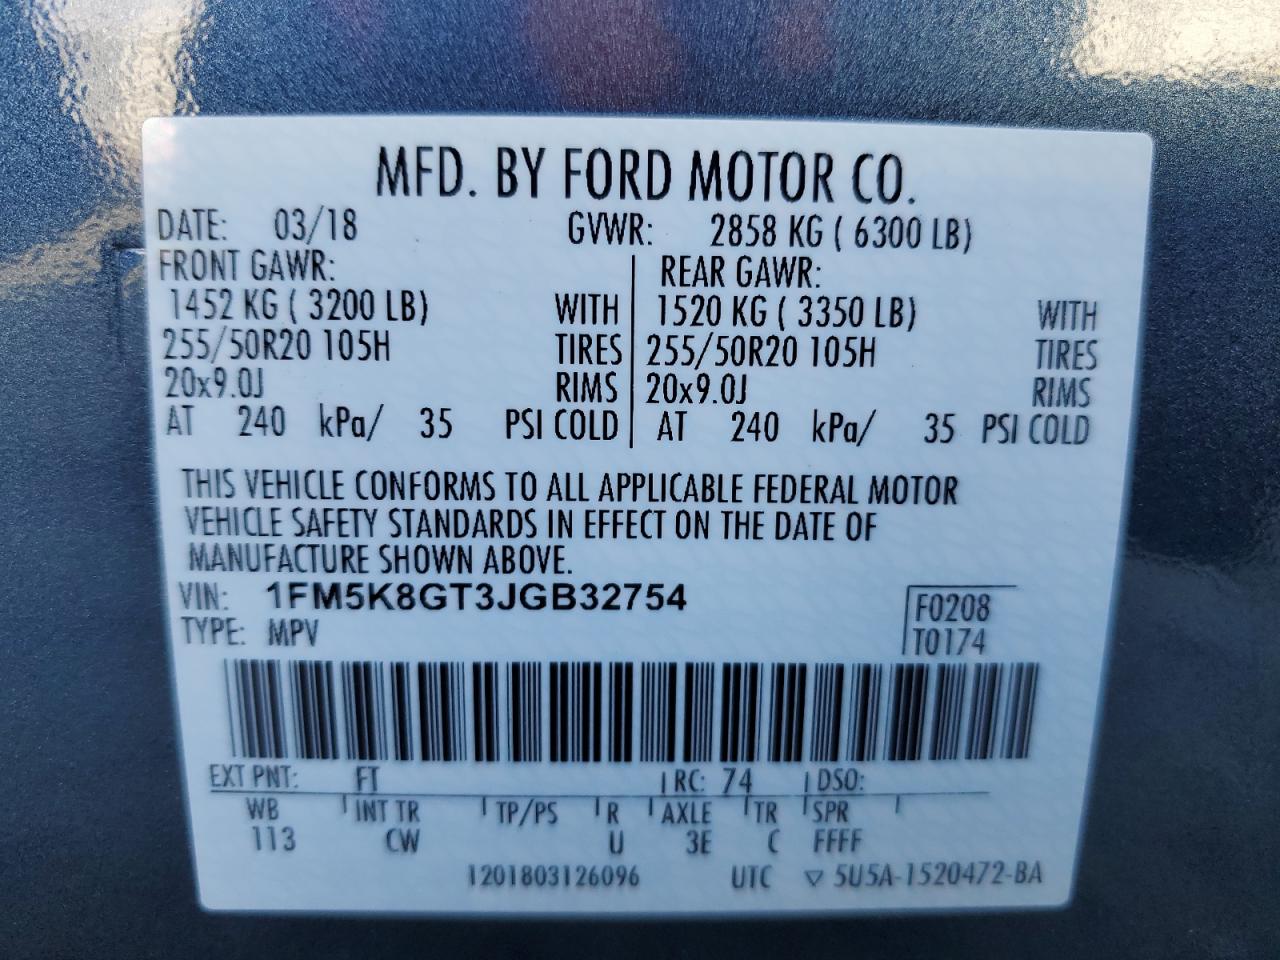 MFD. BY FORD MOTOR CO.
DATE: 03/18 GVWR: 2858 KG ( 6300 LB)
FRONT GAWR: REAR GAWR:
1452 KG ( 3200 LB) WITH 1520 KG ( 3350 LB) WITH
255/50R20 105H TIRES 255/50R20 105H TIRES
20x9.0J RIMS 20x9.0J RIMS
AT 240 kPa/ 35 PSI COLD AT 240 kPa/ 35 PSI COLD
THIS VEHICLE CONFORMS TO ALL APPLICABLE FEDERAL MOTOR
VEHICLE SAFETY STANDARDS IN EFFECT ON THE DATE OF
MANUFACTURE SHOWN ABOVE.
VIN: 1FM5K8GT3JGB32754 F0208
TYPE: MPV T0174
EXT PNT: FT RC: 74 DSO:
WB INT TR TP/PS R AXLE TR SPR
113 CW U 3E C FFFF
1201803126096 UTC ▽ 5U5A-1520472-BA